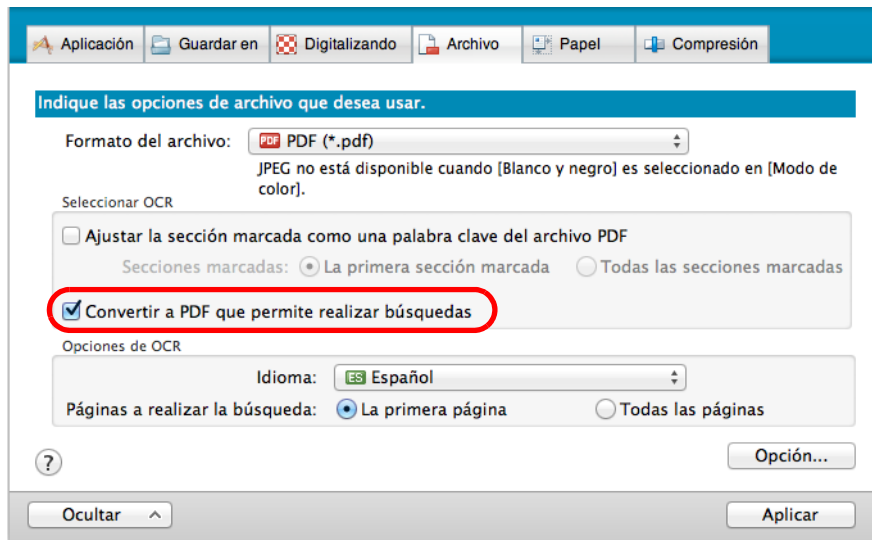 Aplicación Guardar en Digitalizando Archivo Papel Compresión
Indique las opciones de archivo que desea usar.
Formato del archivo: PDF PDF (*.pdf)
JPEG no está disponible cuando [Blanco y negro] es seleccionado en [Modo de
color].
Seleccionar OCR
Ajustar la sección marcada como una palabra clave del archivo PDF
Secciones marcadas: La primera sección marcada Todas las secciones marcadas
Convertir a PDF que permite realizar búsquedas
Opciones de OCR
Idioma: ES Español
Páginas a realizar la búsqueda: La primera página Todas las páginas
? Opción...
Ocultar Aplicar